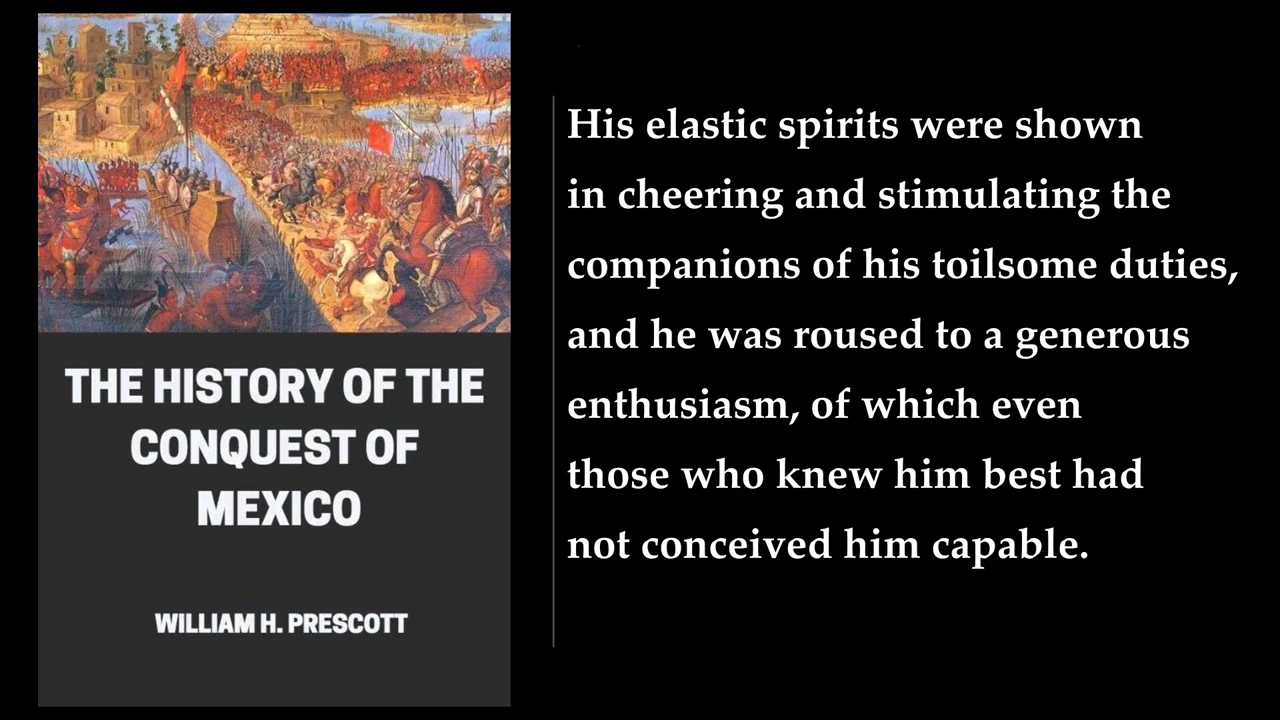 THE HISTORY OF THE
CONQUEST OF
MEXICO
WILLIAM H. PRESCOTT
His elastic spirits were shown
in cheering and stimulating the
companions of his toilsome duties,
and he was roused to a generous
enthusiasm, of which even
those who knew him best had
not conceived him capable.